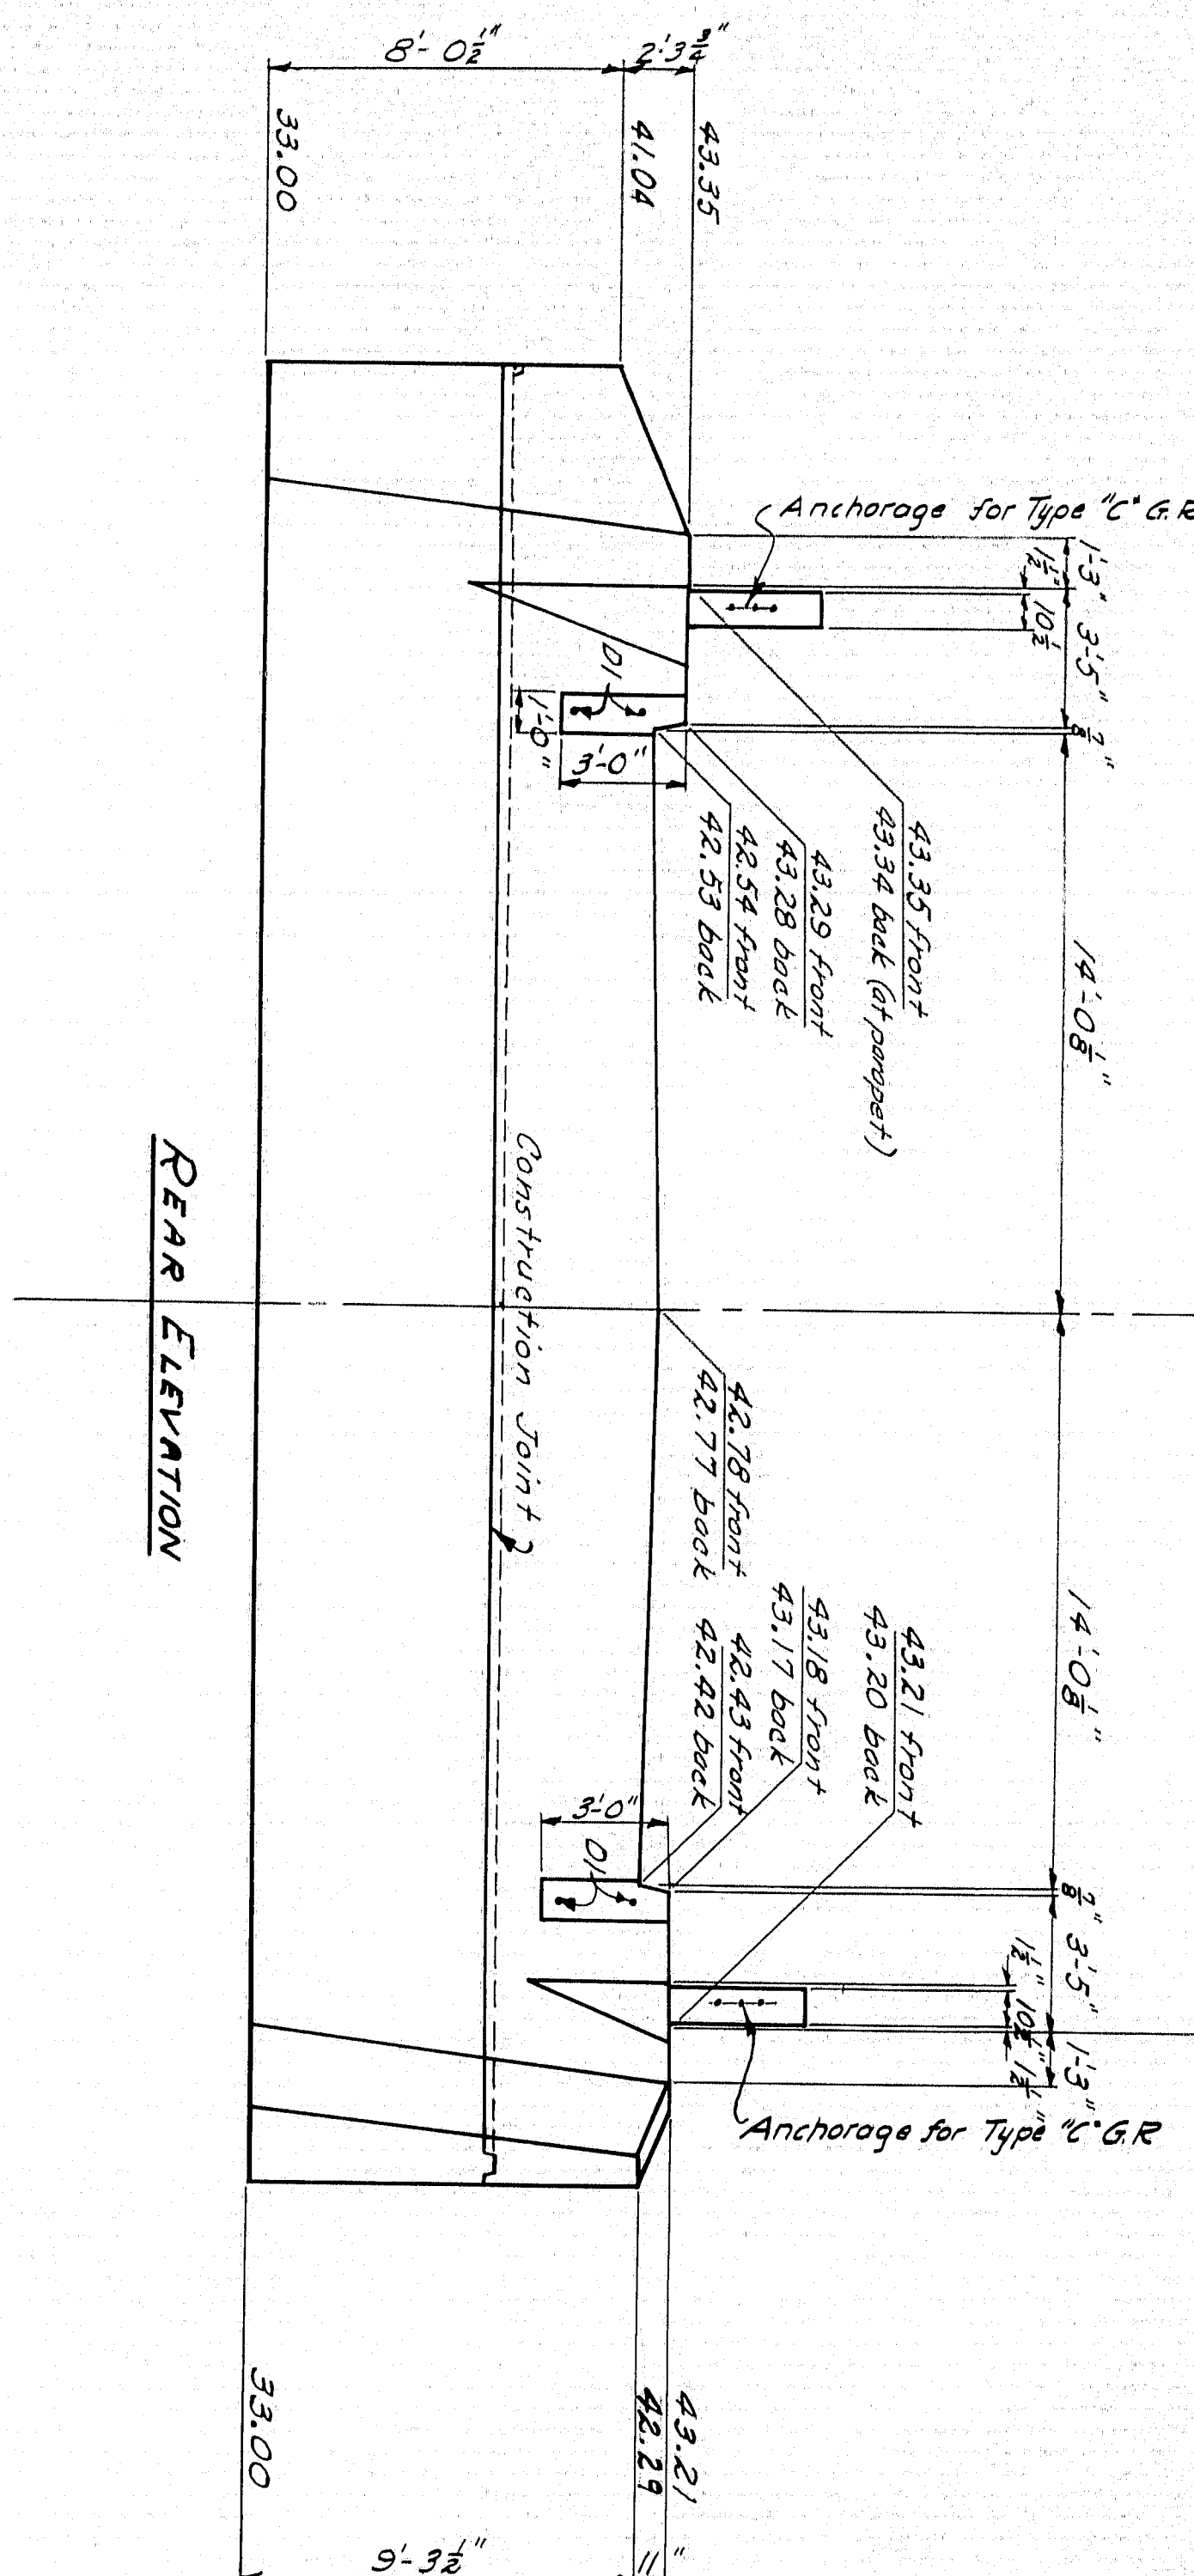 8'-0½"
2'-3¾"
33.00
41.04
43.35
Anchorage for Type "C" G.R
1'-3"
1½"
10½"
3'-5"
⅞"
14'-0⅛"
D1
1'-0"
3'-0"
43.35 front
43.34 back (at parapet)
43.29 front
43.28 back
42.54 front
42.53 back
Construction Joint
42.78 front
42.77 back
14'-0⅛"
43.21 front
43.20 back
43.18 front
43.17 back
42.43 front
42.42 back
3'-0"
D1
⅞"
3'-5"
1½"
10½"
1½"
1'-3"
Anchorage for Type "C" G.R
REAR ELEVATION
33.00
42.29
43.21
9'-3½"
11"